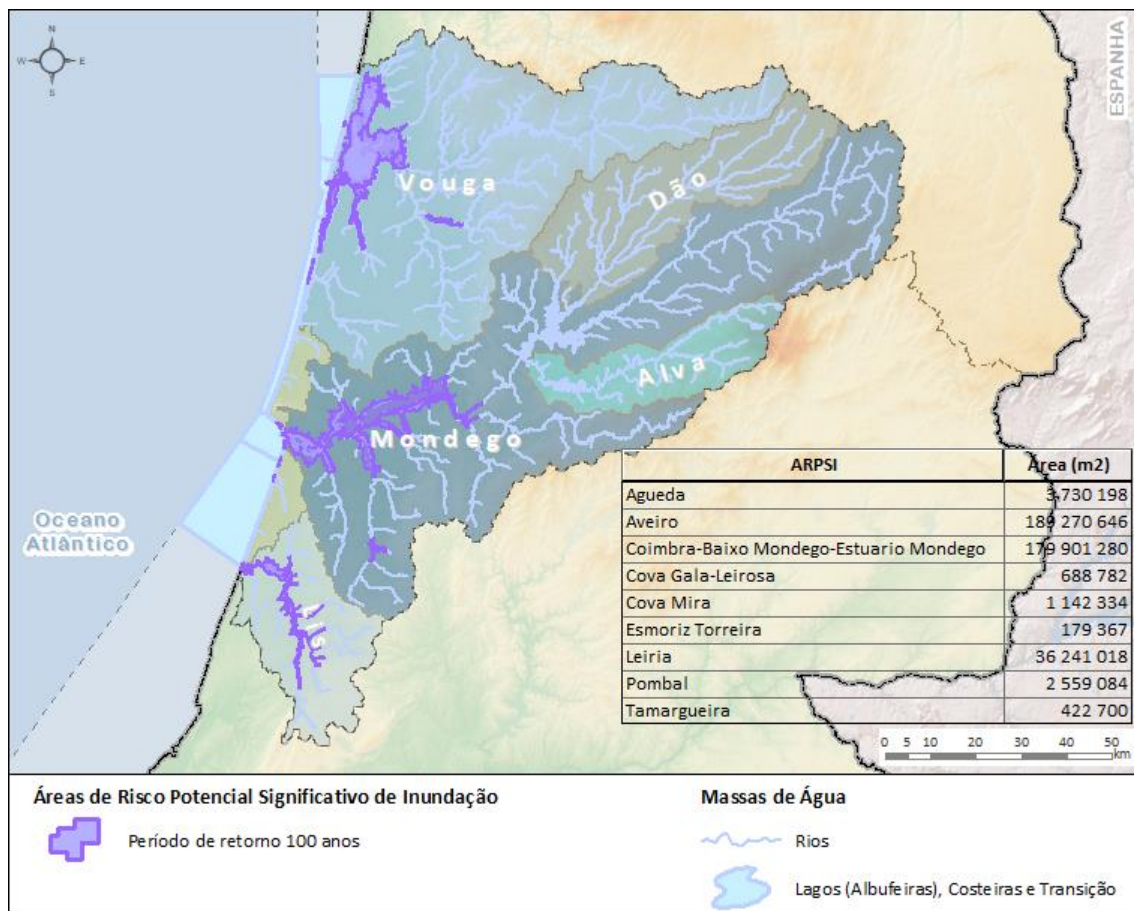 N
W E
S
ESPANHA
Vouga
Dão
Alva
Mondego
Oceano
Atlântico
Lis
ARPSI Área (m2)
Agueda 3 730 198
Aveiro 189 270 646
Coimbra-Baixo Mondego-Estuario Mondego 179 901 280
Cova Gala-Leirosa 688 782
Cova Mira 1 142 334
Esmoriz Torreira 179 367
Leiria 36 241 018
Pombal 2 559 084
Tamargueira 422 700
0 5 10 20 30 40 50
km
Áreas de Risco Potencial Significativo de Inundação
Período de retorno 100 anos
Massas de Água
Rios
Lagos (Albufeiras), Costeiras e Transição